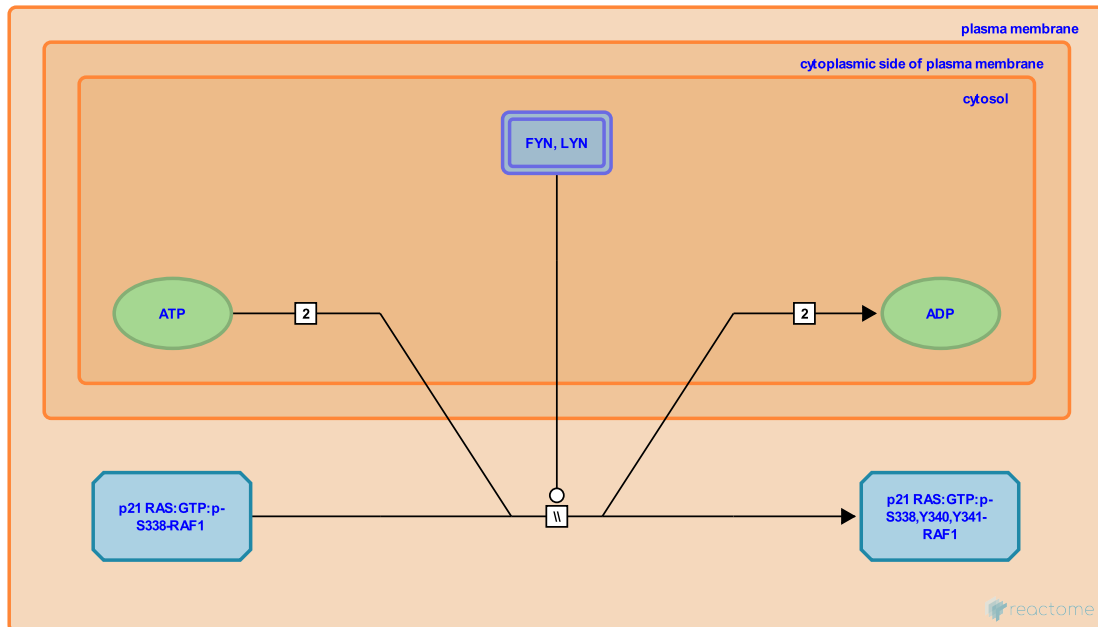 plasma membrane
cytoplasmic side of plasma membrane
cytosol
FYN, LYN
ATP
2
2
ADP
p21 RAS:GTP:p-
S338-RAF1
\\
p21 RAS:GTP:p-
S338,Y340,Y341-
RAF1
reactome